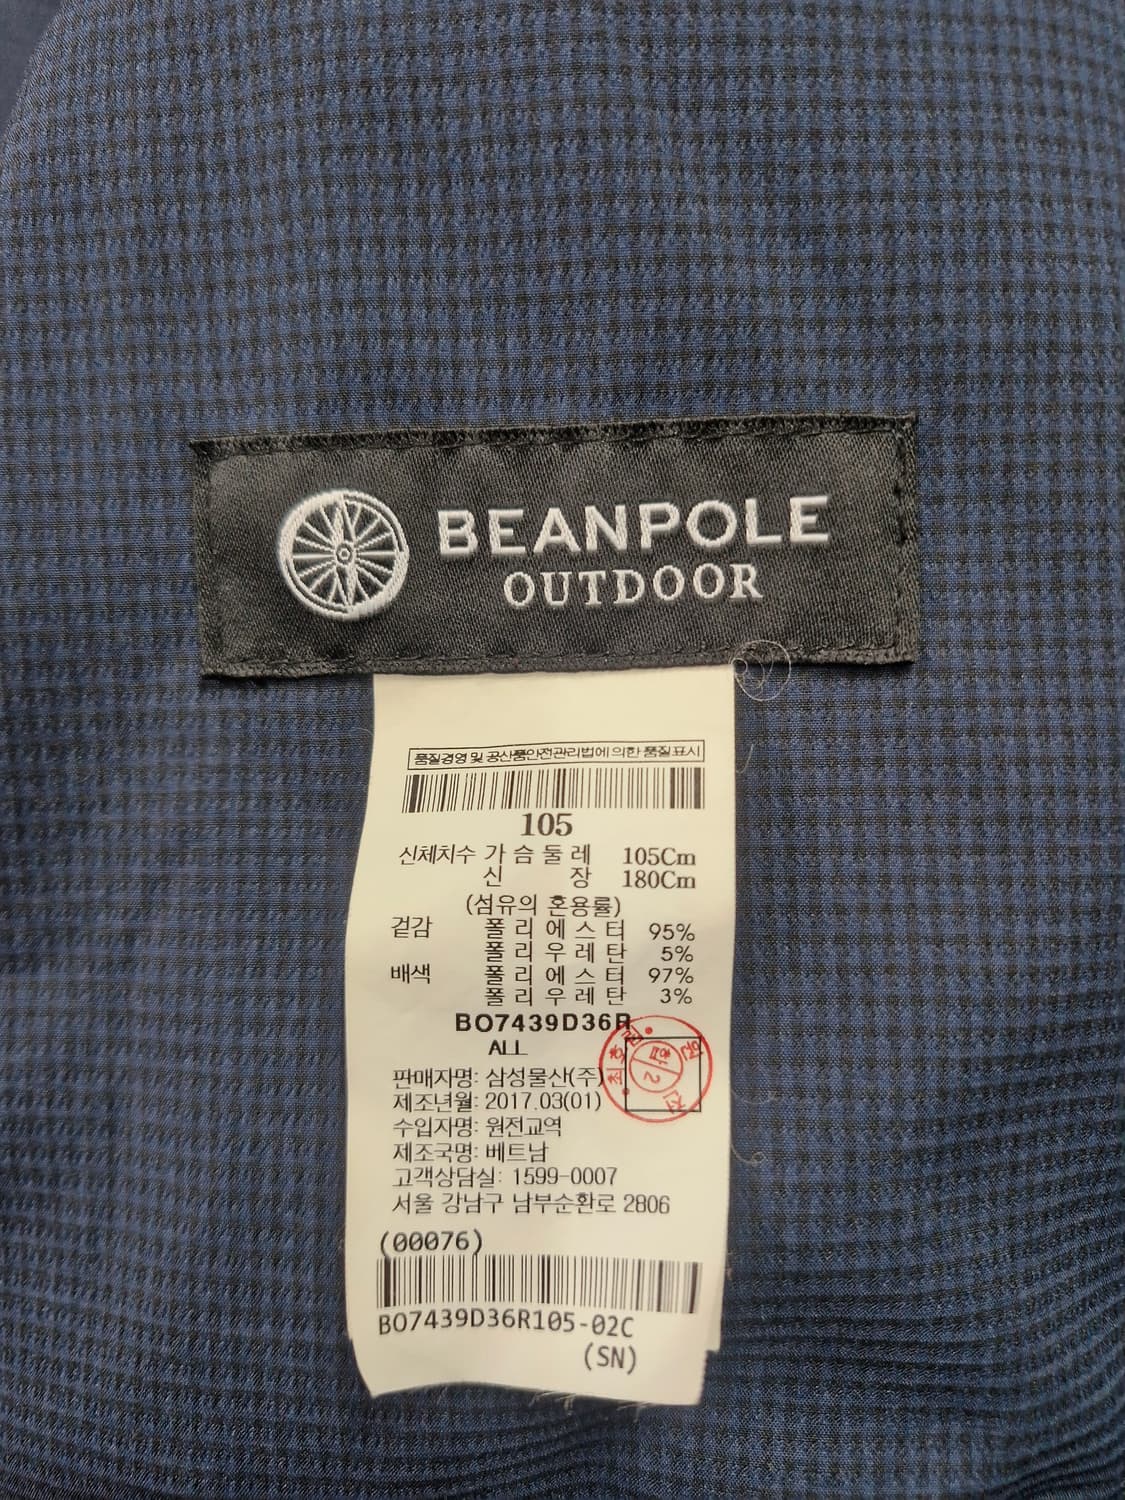 BEANPOLE
OUTDOOR
품질경영 및 공산품안전관리법에 의한 품질표시
105
신체치수 가 슴 둘 레 105Cm
신 장 180Cm
(섬유의 혼용률)
겉감 폴 리 에 스 터 95%
폴 리 우 레 탄 5%
배색 폴 리 에 스 터 97%
폴 리 우 레 탄 3%
BO7439D36R
ALL
판매자명: 삼성물산(주)
제조년월: 2017.03(01)
수입자명: 원전교역
제조국명: 베트남
고객상담실: 1599-0007
서울 강남구 남부순환로 2806
(00076)
BO7439D36R105-02C
(SN)